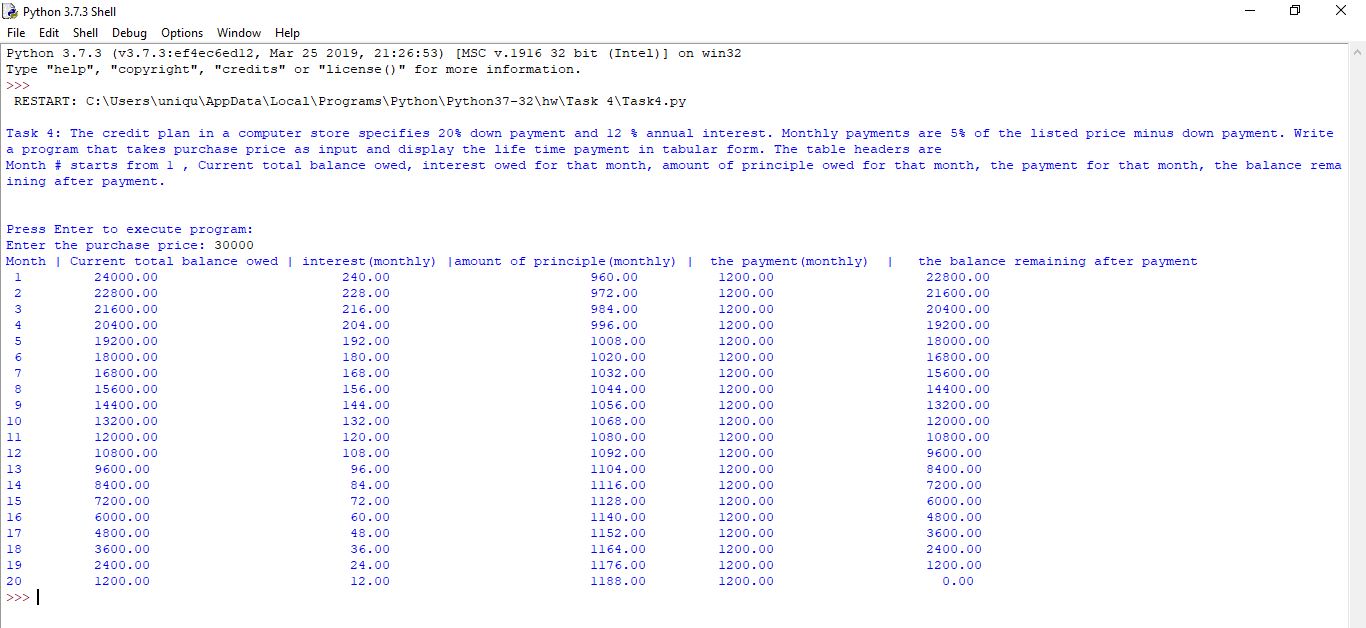 Python 3.7.3 Shell
File Edit Shell Debug Options Window Help
Python 3.7.3 (v3.7.3:ef4ec6ed12, Mar 25 2019, 21:26:53) [MSC v.1916 32 bit (Intel)] on win32
Type "help", "copyright", "credits" or "license()" for more information.
>>>
RESTART: C:\Users\uniqu\AppData\Local\Programs\Python\Python37-32\hw\Task 4\Task4.py
Task 4: The credit plan in a computer store specifies 20% down payment and 12 % annual interest. Monthly payments are 5% of the listed price minus down payment. Write
a program that takes purchase price as input and display the life time payment in tabular form. The table headers are
Month # starts from 1 , Current total balance owed, interest owed for that month, amount of principle owed for that month, the payment for that month, the balance rema
ining after payment.
Press Enter to execute program:
Enter the purchase price: 30000
Month | Current total balance owed | interest(monthly) |amount of principle(monthly) | the payment(monthly) | the balance remaining after payment
1 24000.00 240.00 960.00 1200.00 22800.00
2 22800.00 228.00 972.00 1200.00 21600.00
3 21600.00 216.00 984.00 1200.00 20400.00
4 20400.00 204.00 996.00 1200.00 19200.00
5 19200.00 192.00 1008.00 1200.00 18000.00
6 18000.00 180.00 1020.00 1200.00 16800.00
7 16800.00 168.00 1032.00 1200.00 15600.00
8 15600.00 156.00 1044.00 1200.00 14400.00
9 14400.00 144.00 1056.00 1200.00 13200.00
10 13200.00 132.00 1068.00 1200.00 12000.00
11 12000.00 120.00 1080.00 1200.00 10800.00
12 10800.00 108.00 1092.00 1200.00 9600.00
13 9600.00 96.00 1104.00 1200.00 8400.00
14 8400.00 84.00 1116.00 1200.00 7200.00
15 7200.00 72.00 1128.00 1200.00 6000.00
16 6000.00 60.00 1140.00 1200.00 4800.00
17 4800.00 48.00 1152.00 1200.00 3600.00
18 3600.00 36.00 1164.00 1200.00 2400.00
19 2400.00 24.00 1176.00 1200.00 1200.00
20 1200.00 12.00 1188.00 1200.00 0.00
>>>